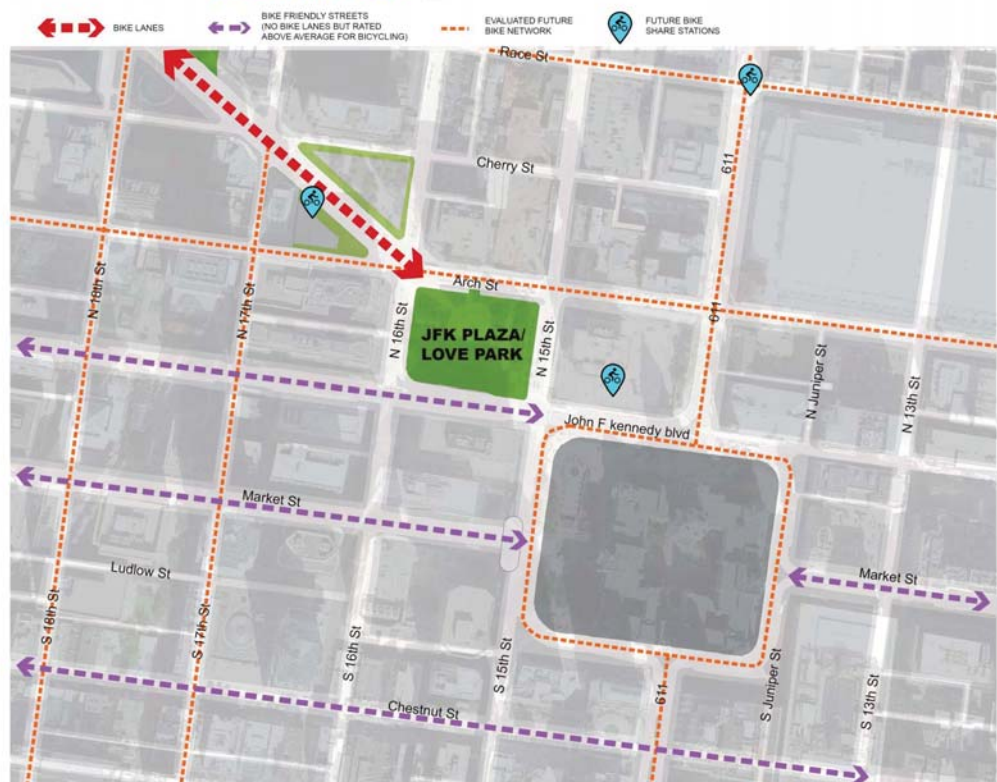 BIKE LANES
BIKE FRIENDLY STREETS
(NO BIKE LANES BUT RATED
ABOVE AVERAGE FOR BICYCLING)
EVALUATED FUTURE
BIKE NETWORK
FUTURE BIKE
SHARE STATIONS
Race St
611
Cherry St
Arch St
N 18th St
N 17th St
N 16th St
JFK PLAZA/
LOVE PARK
N 15th St
611
N Juniper St
N 13th St
John F kennedy blvd
Market St
Ludlow St
Market St
S 18th St
S 17th St
S 16th St
S 15th St
Chestnut St
611
S Juniper St
S 13th St